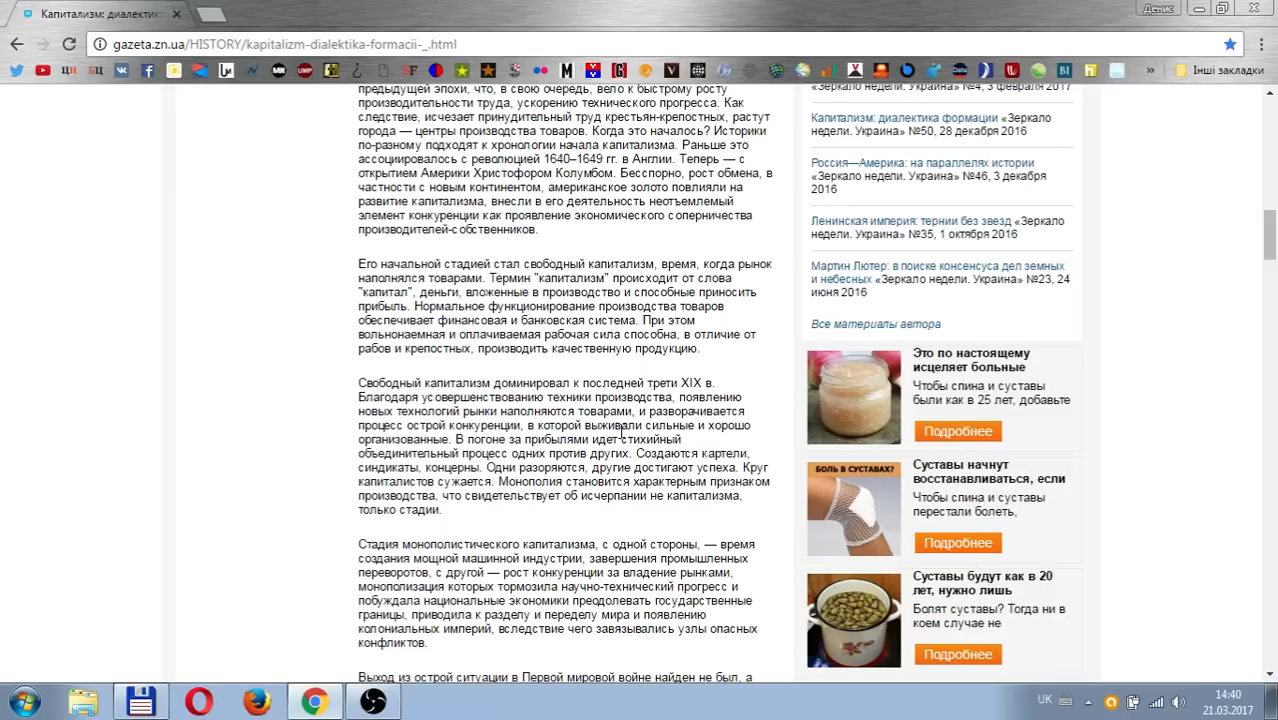 Капитализм: диалектик
Денис
gazeta.zn.ua/HISTORY/kapitalizm-dialektika-formacii-_.html
Інші закладки
предыдущей эпохи, что, в свою очередь, вело к быстрому росту
производительности труда, ускорению технического прогресса. Как
следствие, исчезает принудительный труд крестьян-крепостных, растут
города — центры производства товаров. Когда это началось? Историки
по-разному подходят к хронологии начала капитализма. Раньше это
ассоциировалось с революцией 1640–1649 гг. в Англии. Теперь — с
открытием Америки Христофором Колумбом. Бесспорно, рост обмена, в
частности с новым континентом, американское золото повлияли на
развитие капитализма, внесли в его деятельность неотъемлемый
элемент конкуренции как проявление экономического соперничества
производителей-собственников.
Его начальной стадией стал свободный капитализм, время, когда рынок
наполнялся товарами. Термин "капитализм" происходит от слова
"капитал", деньги, вложенные в производство и способные приносить
прибыль. Нормальное функционирование производства товаров
обеспечивает финансовая и банковская система. При этом
вольнонаемная и оплачиваемая рабочая сила способна, в отличие от
рабов и крепостных, производить качественную продукцию.
Свободный капитализм доминировал к последней трети XIX в.
Благодаря усовершенствованию техники производства, появлению
новых технологий рынки наполняются товарами, и разворачивается
процесс острой конкуренции, в которой выживали сильные и хорошо
организованные. В погоне за прибылями идет стихийный
объединительный процесс одних против других. Создаются картели,
синдикаты, концерны. Одни разоряются, другие достигают успеха. Круг
капиталистов сужается. Монополия становится характерным признаком
производства, что свидетельствует об исчерпании не капитализма,
только стадии.
Стадия монополистического капитализма, с одной стороны, — время
создания мощной машинной индустрии, завершения промышленных
переворотов, с другой — рост конкуренции за владение рынками,
монополизация которых тормозила научно-технический прогресс и
побуждала национальные экономики преодолевать государственные
границы, приводила к разделу и переделу мира и появлению
колониальных империй, вследствие чего завязывались узлы опасных
конфликтов.
Выход из острой ситуации в Первой мировой войне найден не был, а
«Зеркало недели. Украина» №4, 3 февраля 2017
Капитализм: диалектика формации «Зеркало
недели. Украина» №50, 28 декабря 2016
Россия—Америка: на параллелях истории
«Зеркало недели. Украина» №46, 3 декабря
2016
Ленинская империя: тернии без звезд «Зеркало
недели. Украина» №35, 1 октября 2016
Мартин Лютер: в поиске консенсуса дел земных
и небесных «Зеркало недели. Украина» №23, 24
июня 2016
Все материалы автора
Это по настоящему
исцеляет больные
Чтобы спина и суставы
были как в 25 лет, добавьте
Подробнее
БОЛЬ В СУСТАВАХ?
Суставы начнут
восстанавливаться, если
Чтобы спина и суставы
перестали болеть,
Подробнее
Суставы будут как в 20
лет, нужно лишь
Болят суставы? Тогда ни в
коем случае не
Подробнее
UK
14:40
21.03.2017